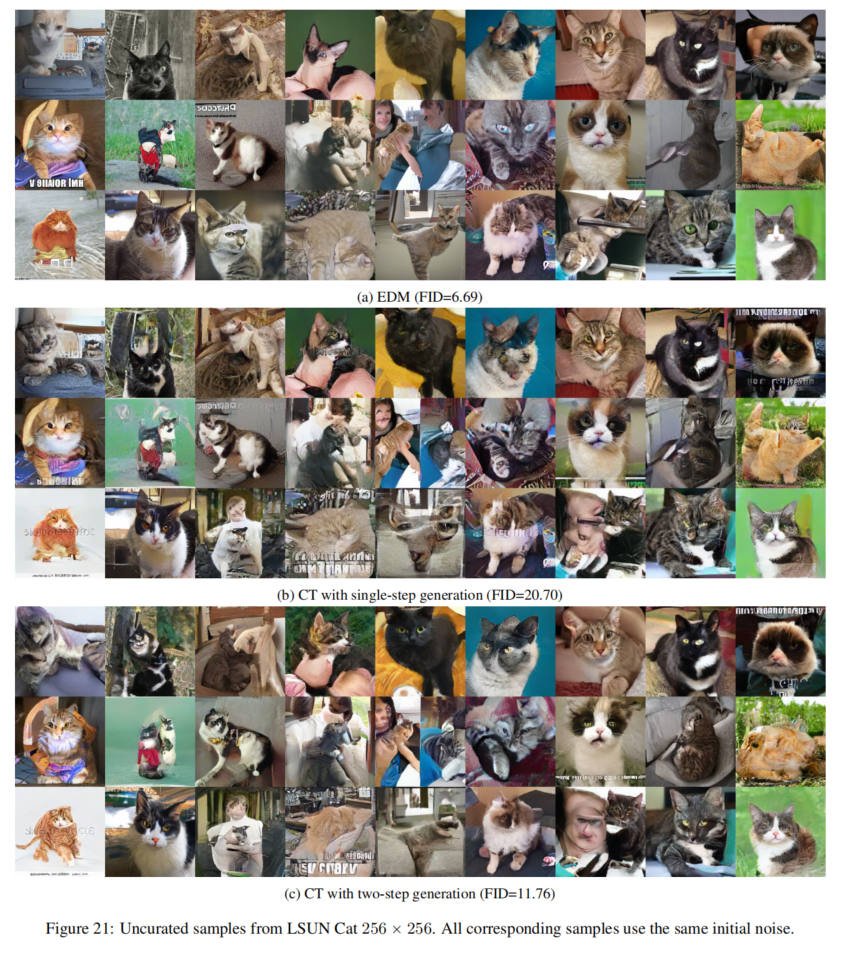 (a) EDM (FID=6.69)
(b) CT with single-step generation (FID=20.70)
(c) CT with two-step generation (FID=11.76)
Figure 21: Uncurated samples from LSUN Cat 256 × 256. All corresponding samples use the same initial noise.